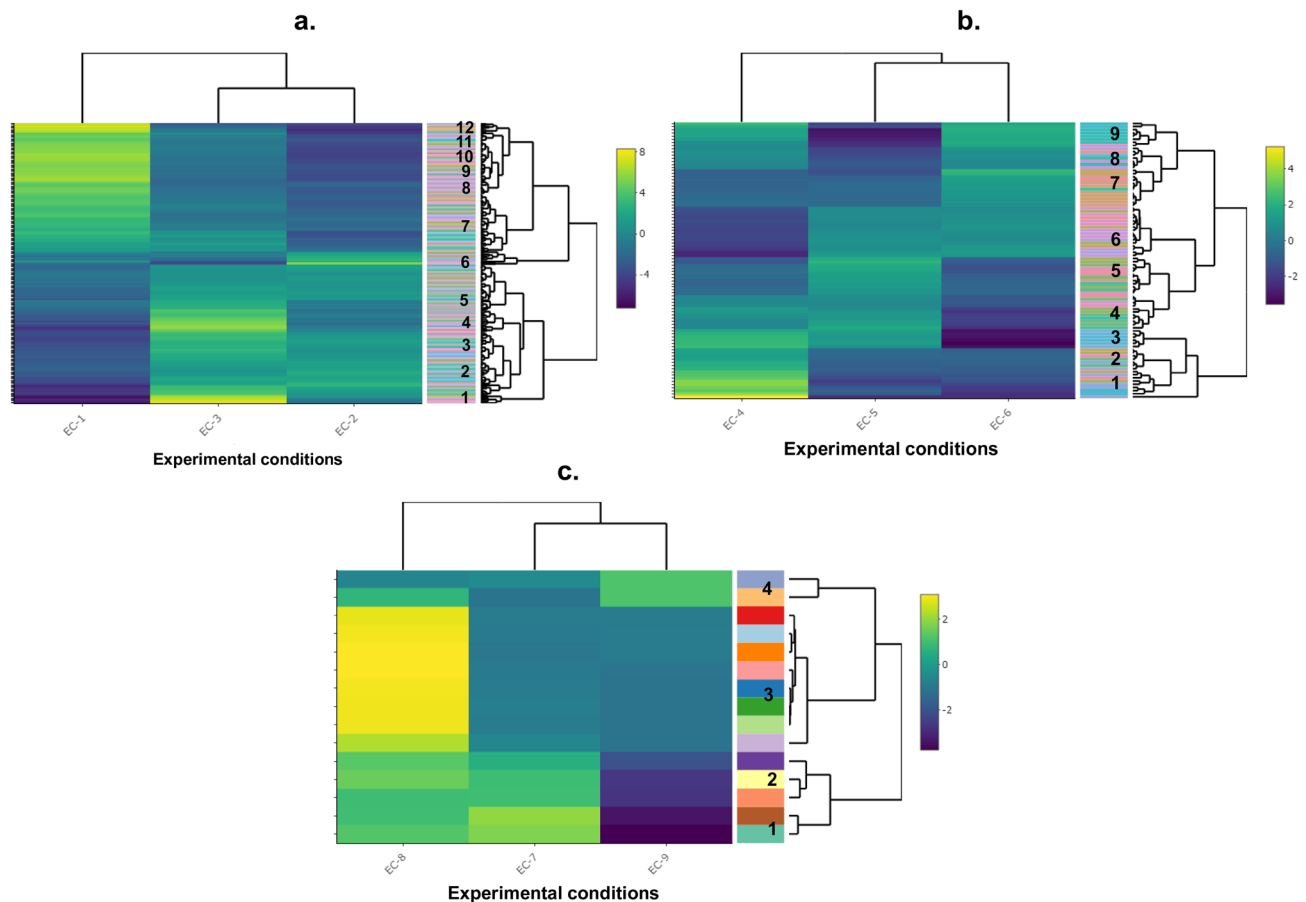 a.
12
11
10
9
8
7
6
5
4
3
2
1
8
4
0
-4
EC-1
EC-3
EC-2
Experimental conditions
b.
9
8
7
6
5
4
3
2
1
4
2
0
-2
EC-4
EC-5
EC-6
Experimental conditions
c.
4
3
2
1
2
0
-2
EC-8
EC-7
EC-9
Experimental conditions